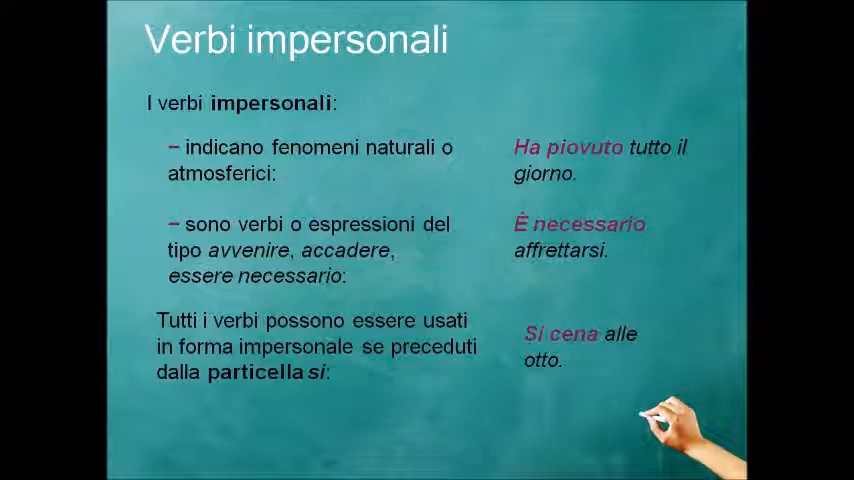 Verbi impersonali
I verbi impersonali:
– indicano fenomeni naturali o
atmosferici:
Ha piovuto tutto il
giorno.
– sono verbi o espressioni del
tipo avvenire, accadere,
essere necessario:
È necessario
affrettarsi.
Tutti i verbi possono essere usati
in forma impersonale se preceduti
dalla particella si:
Si cena alle
otto.